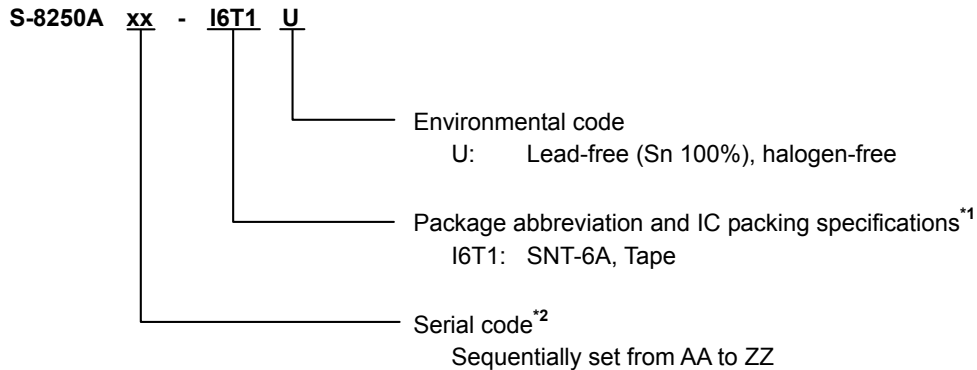 S-8250A xx - I6T1 U
Environmental code
U: Lead-free (Sn 100%), halogen-free
Package abbreviation and IC packing specifications*1
I6T1: SNT-6A, Tape
Serial code*2
Sequentially set from AA to ZZ